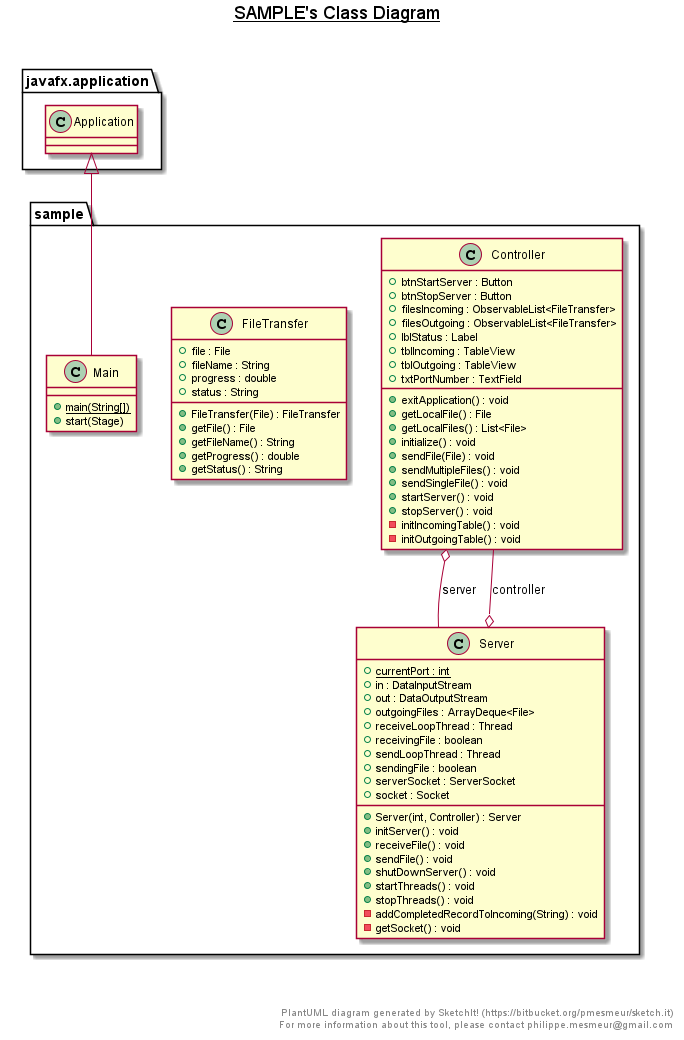 SAMPLE's Class Diagram
javafx.application
C Application
sample
C Main
main(String[])
start(Stage)
C FileTransfer
file : File
fileName : String
progress : double
status : String
FileTransfer(File) : FileTransfer
getFile() : File
getFileName() : String
getProgress() : double
getStatus() : String
C Controller
btnStartServer : Button
btnStopServer : Button
filesIncoming : ObservableList<FileTransfer>
filesOutgoing : ObservableList<FileTransfer>
lblStatus : Label
tblIncoming : TableView
tblOutgoing : TableView
txtPortNumber : TextField
exitApplication() : void
getLocalFile() : File
getLocalFiles() : List<File>
initialize() : void
sendFile(File) : void
sendMultipleFiles() : void
sendSingleFile() : void
startServer() : void
stopServer() : void
initIncomingTable() : void
initOutgoingTable() : void
server
controller
C Server
currentPort : int
in : DataInputStream
out : DataOutputStream
outgoingFiles : ArrayDeque<File>
receiveLoopThread : Thread
receivingFile : boolean
sendLoopThread : Thread
sendingFile : boolean
serverSocket : ServerSocket
socket : Socket
Server(int, Controller) : Server
initServer() : void
receiveFile() : void
sendFile() : void
shutDownServer() : void
startThreads() : void
stopThreads() : void
addCompletedRecordToIncoming(String) : void
getSocket() : void
PlantUML diagram generated by SketchIt! (https://bitbucket.org/pmesmeur/sketch.it)
For more information about this tool, please contact philippe.mesmeur@gmail.com